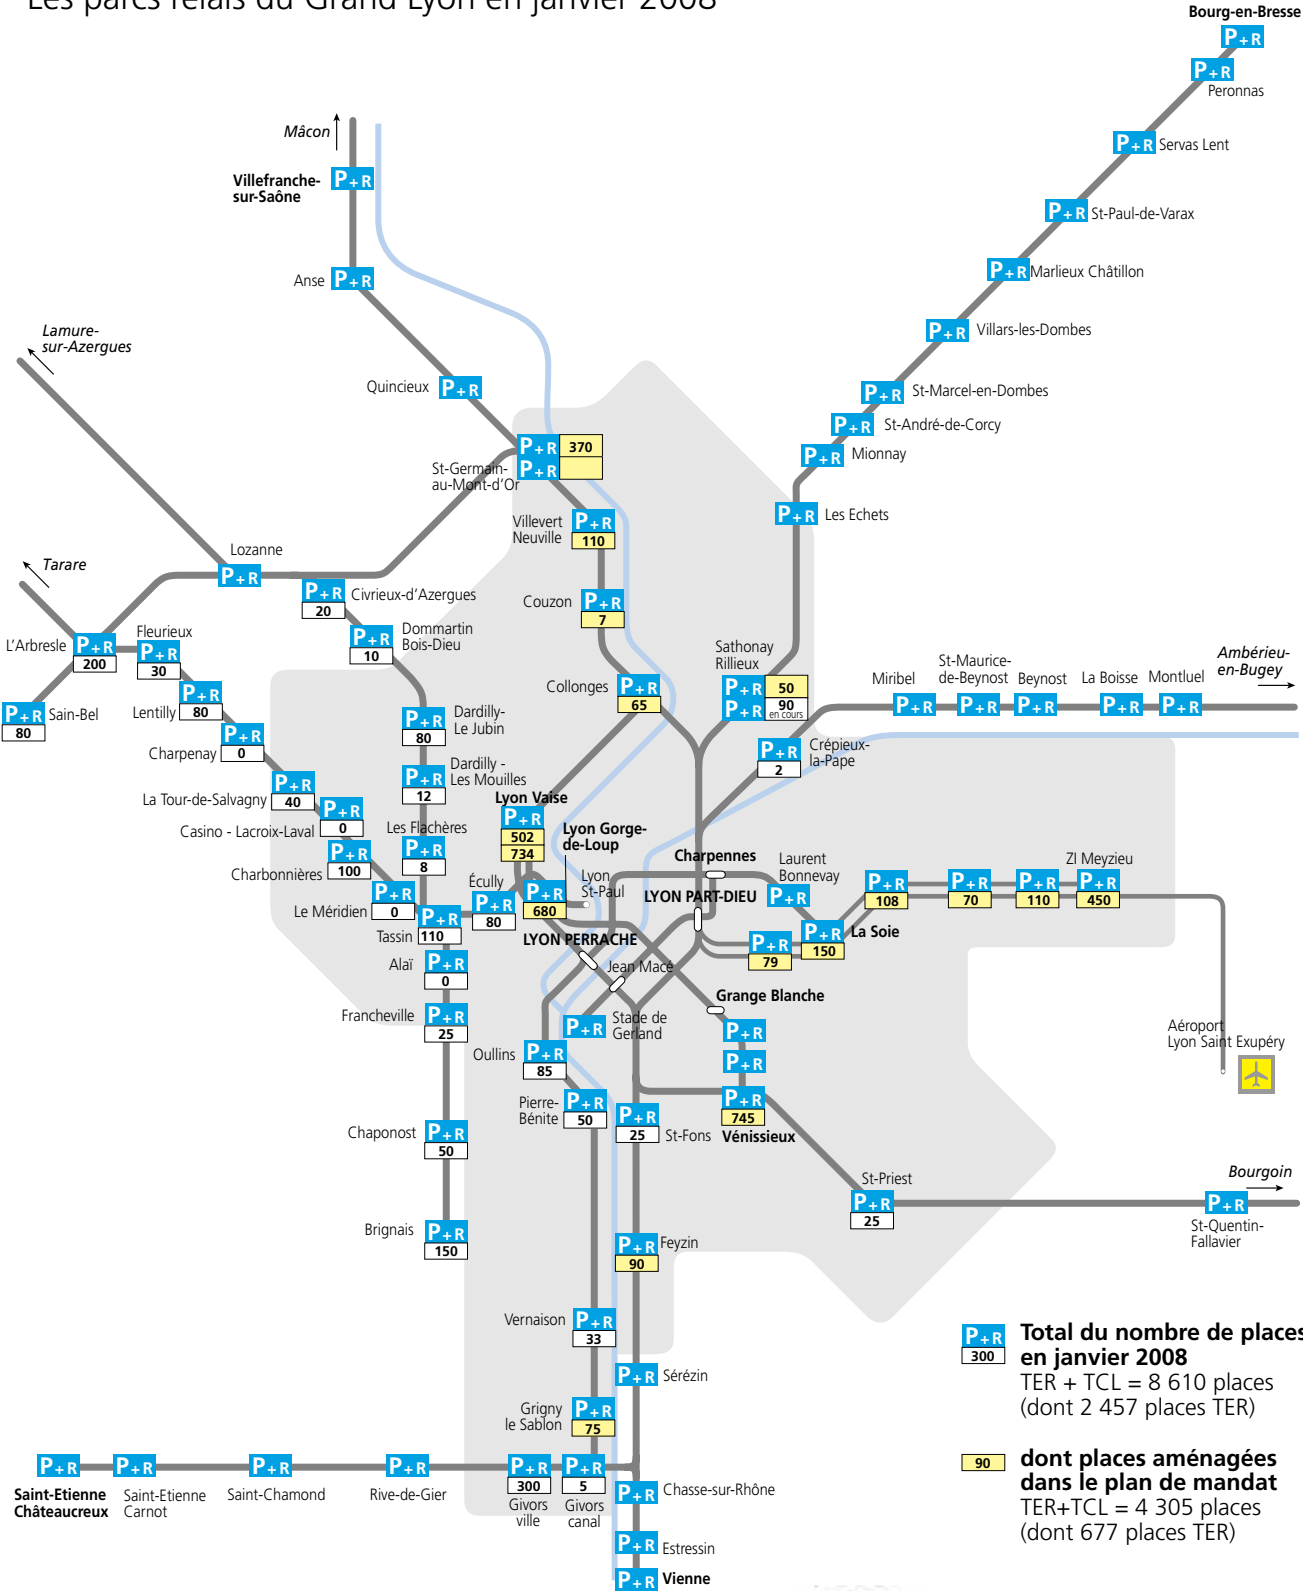 Les parcs relais du Grand Lyon en janvier 2008
Bourg-en-Bresse
P+R
P+R
Peronnas
P+R Servas Lent
P+R St-Paul-de-Varax
P+R Marlieux Châtillon
P+R Villars-les-Dombes
P+R St-Marcel-en-Dombes
P+R St-André-de-Corcy
P+R Mionnay
P+R Les Echets
Mâcon
Villefranche-
sur-Saône
P+R
Anse P+R
Quincieux P+R
Lamure-
sur-Azergues
P+R 370
P+R
St-Germain-
au-Mont-d'Or
Villevert
Neuville
P+R
110
Couzon
P+R
7
Collonges
P+R
65
Lozanne
P+R
Tarare
L'Arbresle
P+R
200
Sain-Bel
P+R
80
Fleurieux
P+R
30
Lentilly
P+R
80
Charpenay
P+R
0
La Tour-de-Salvagny
P+R
40
Casino - Lacroix-Laval
P+R
0
Charbonnières
P+R
100
Le Méridien
P+R
0
Tassin
P+R
110
Civrieux-d'Azergues
P+R
20
Dommartin
Bois-Dieu
P+R
10
Dardilly-
Le Jubin
P+R
80
Dardilly -
Les Mouilles
P+R
12
Les Flachères
P+R
8
Écully
P+R
80
Lyon Vaise
P+R
502
734
Lyon Gorge-
de-Loup
P+R
680
Lyon
St-Paul
Sathonay
Rillieux
P+R 50
P+R 90
en cours
Crépieux-
la-Pape
P+R
2
Miribel
P+R
St-Maurice-
de-Beynost
P+R
Beynost
P+R
La Boisse
P+R
Montluel
P+R
Ambérieu-
en-Bugey
Charpennes
LYON PART-DIEU
Laurent
Bonnevay
P+R
P+R
79
La Soie
P+R
150
P+R
108
P+R
70
P+R
110
ZI Meyzieu
P+R
450
LYON PERRACHE
Jean Macé
Grange Blanche
P+R
P+R
P+R
745
Vénissieux
Stade de
Gerland
P+R
Aéroport
Lyon Saint Exupéry
Alaï
P+R
0
Francheville
P+R
25
Chaponost
P+R
50
Brignais
P+R
150
Oullins
P+R
85
Pierre-
Bénite
P+R
50
St-Fons
P+R
25
St-Priest
P+R
25
Bourgoin
P+R
St-Quentin-
Fallavier
Feyzin
P+R
90
Vernaison
P+R
33
P+R Sérézin
Grigny
le Sablon
P+R
75
P+R
Saint-Etienne
Châteaucreux
P+R
Saint-Etienne
Carnot
P+R
Saint-Chamond
P+R
Rive-de-Gier
P+R
300
Givors
ville
P+R
5
Givors
canal
P+R Chasse-sur-Rhône
P+R Estressin
P+R Vienne
P+R
300
Total du nombre de places
en janvier 2008
TER + TCL = 8 610 places
(dont 2 457 places TER)
90
dont places aménagées
dans le plan de mandat
TER+TCL = 4 305 places
(dont 677 places TER)